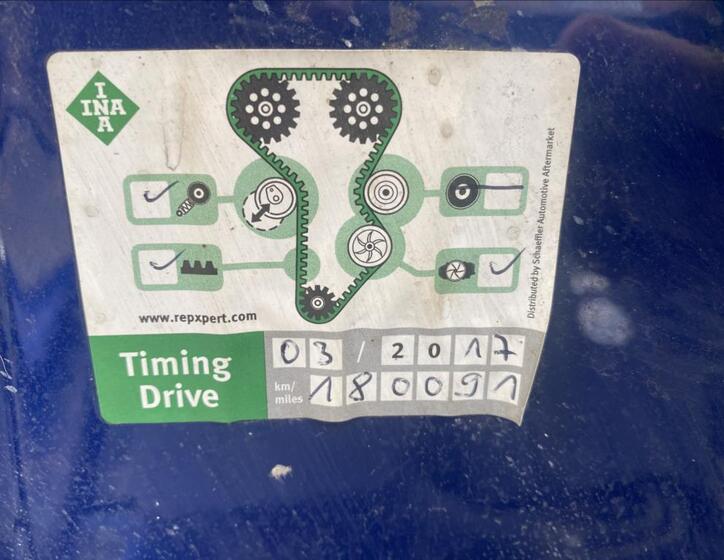 I
INA
A
Distributed by Schaeffler Automotive Aftermarket
www.repxpert.com
Timing
Drive
03 / 2017
km/
miles
180091